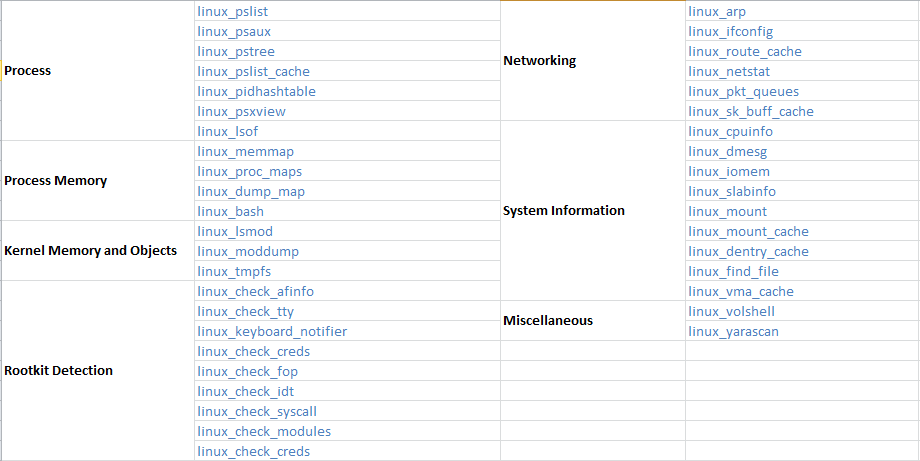 Process
linux_pslist
linux_psaux
linux_pstree
linux_pslist_cache
linux_pidhashtable
linux_psxview
linux_lsof
Process Memory
linux_memmap
linux_proc_maps
linux_dump_map
linux_bash
Kernel Memory and Objects
linux_lsmod
linux_moddump
linux_tmpfs
Rootkit Detection
linux_check_afinfo
linux_check_tty
linux_keyboard_notifier
linux_check_creds
linux_check_fop
linux_check_idt
linux_check_syscall
linux_check_modules
linux_check_creds
Networking
linux_arp
linux_ifconfig
linux_route_cache
linux_netstat
linux_pkt_queues
linux_sk_buff_cache
System Information
linux_cpuinfo
linux_dmesg
linux_iomem
linux_slabinfo
linux_mount
linux_mount_cache
linux_dentry_cache
linux_find_file
linux_vma_cache
Miscellaneous
linux_volshell
linux_yarascan